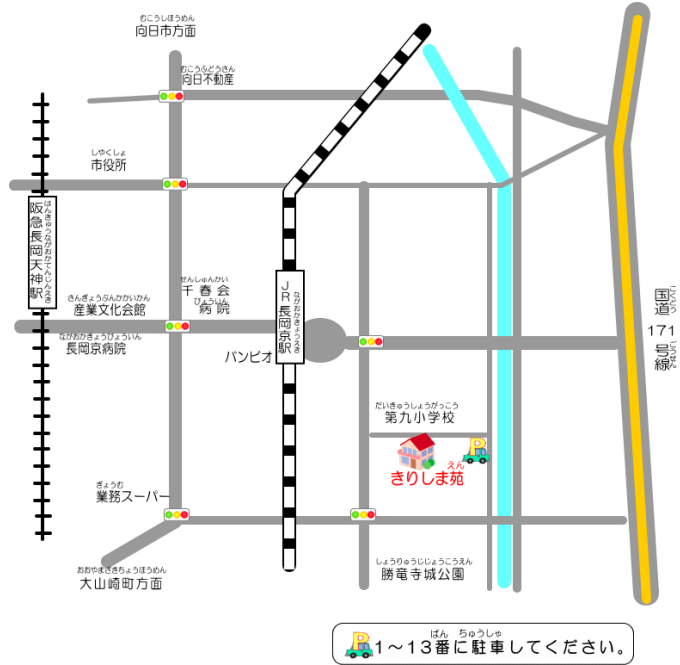 むこうしほうめん
向日市方面
むこうふどうさん
向日不動産
しやくしょ
市役所
はんきゅうながおかてんじんえき
阪急長岡天神駅
せんしゅんかい
千春会
びょういん
病院
さんぎょうぶんかかいかん
産業文化会館
ながおかきょうびょういん
長岡京病院
ながおかきょうえき
JR長岡京駅
バンビオ
こくどう
国道
171
ごうせん
号線
だいきゅうしょうがっこう
第九小学校
P
えん
きりしま苑
ぎょうむ
業務スーパー
おおやまざきちょうほうめん
大山崎町方面
しょうりゅうじじょうこうえん
勝竜寺城公園
ばん ちゅうしゃ
P 1～13番に駐車してください。